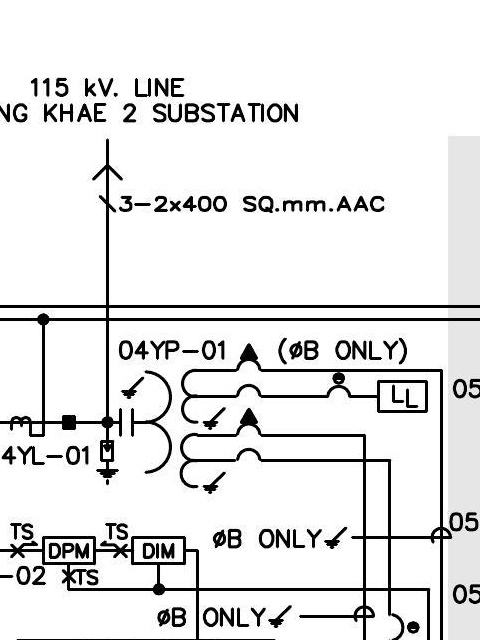 115 kV. LINE
NG KHAE 2 SUBSTATION
3-2x400 SQ.mm.AAC
04YP-01 (øB ONLY)
LL
05
4YL-01
TS TS
DPM DIM
øB ONLY
05
-02 TS
05
øB ONLY